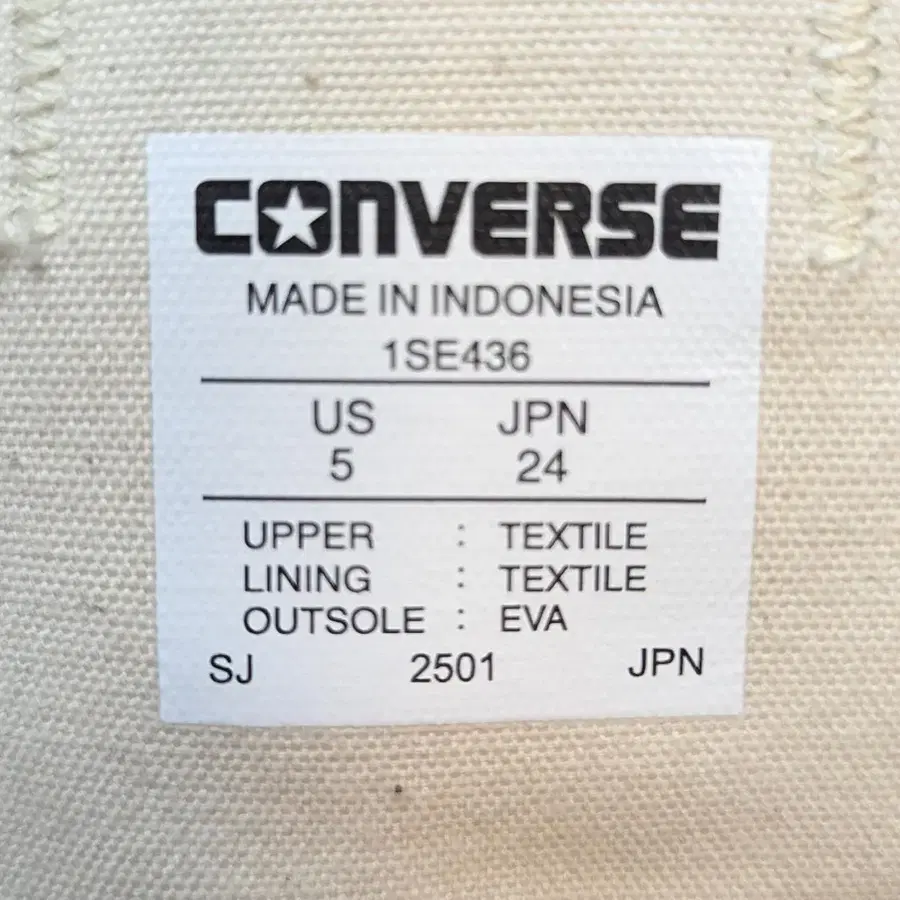 CONVERSE
MADE IN INDONESIA
1SE436
US JPN
5 24
UPPER : TEXTILE
LINING : TEXTILE
OUTSOLE : EVA
SJ 2501 JPN